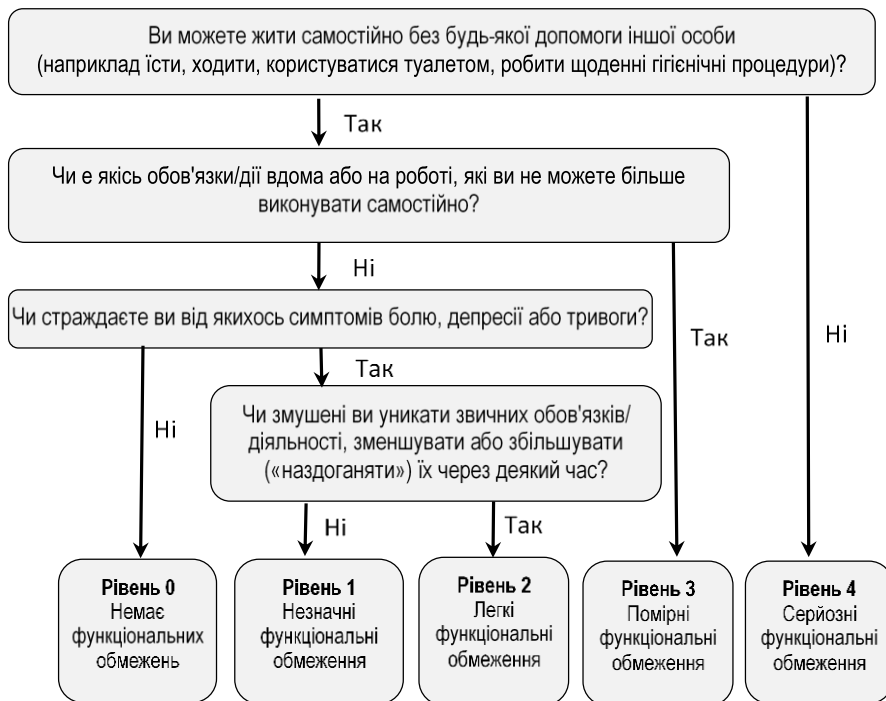 Ви можете жити самостійно без будь-якої допомоги іншої особи
(наприклад їсти, ходити, користуватися туалетом, робити щоденні гігієнічні процедури)?
Так
Чи е якісь обов'язки/дії вдома або на роботі, які ви не можете більше
виконувати самостійно?
Ні
Чи страждаєте ви від якихось симптомів болю, депресії або тривоги?
Так
Ні
Так
Ні
Чи змушені ви уникати звичних обов'язків/
діяльності, зменшувати або збільшувати
(«наздоганяти») їх через деякий час?
Ні
Так
Рівень 0
Немає
функціональних
обмежень
Рівень 1
Незначні
функціональні
обмеження
Рівень 2
Легкі
функціональні
обмеження
Рівень 3
Помірні
функціональні
обмеження
Рівень 4
Серйозні
функціональні
обмеження